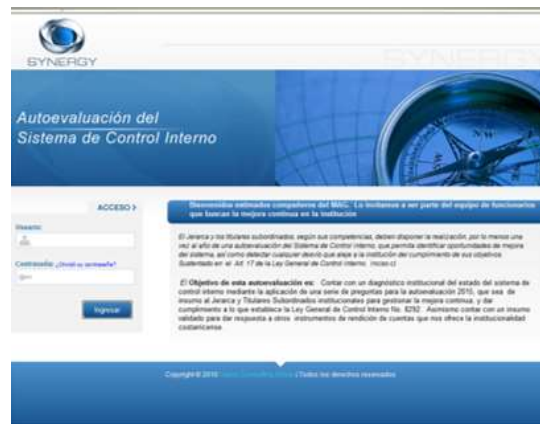 SYNERGY
SYNERGY
Autoevaluación del
Sistema de Control Interno
ACCESO >
Bienvenidos estimados compañeros del MAG. Lo invitamos a ser parte del equipo de funcionarios
que buscan la mejora continua en la institución
Usuario:
Contraseña: ¿Olvidó su contraseña?
Ingresar
El Jerarca y los titulares subordinados, según sus competencias, deben disponer la realización, por lo menos una
vez al año de una autoevaluación del Sistema de Control Interno, que permita identificar oportunidades de mejora
del sistema, así como detectar cualquier desvío que aleje a la institución del cumplimiento de sus objetivos
Sustentado en el Art. 17 de la Ley General de Control Interno. Inciso c)
El Objetivo de esta autoevaluación es: Contar con un diagnóstico institucional del estado del sistema de
control interno mediante la aplicación de una serie de preguntas para la autoevaluación 2010, que sea de
insumo al Jerarca y Titulares Subordinados institucionales para gestionar la mejora continua, y dar
cumplimiento a lo que establece la Ley General de Control Interno No. 8292. Asimismo contar con un insumo
validado para dar respuesta a otros instrumentos de rendición de cuentas que nos ofrece la institucionalidad
costarricense.
Copyright © 2010 | Todos los derechos reservados